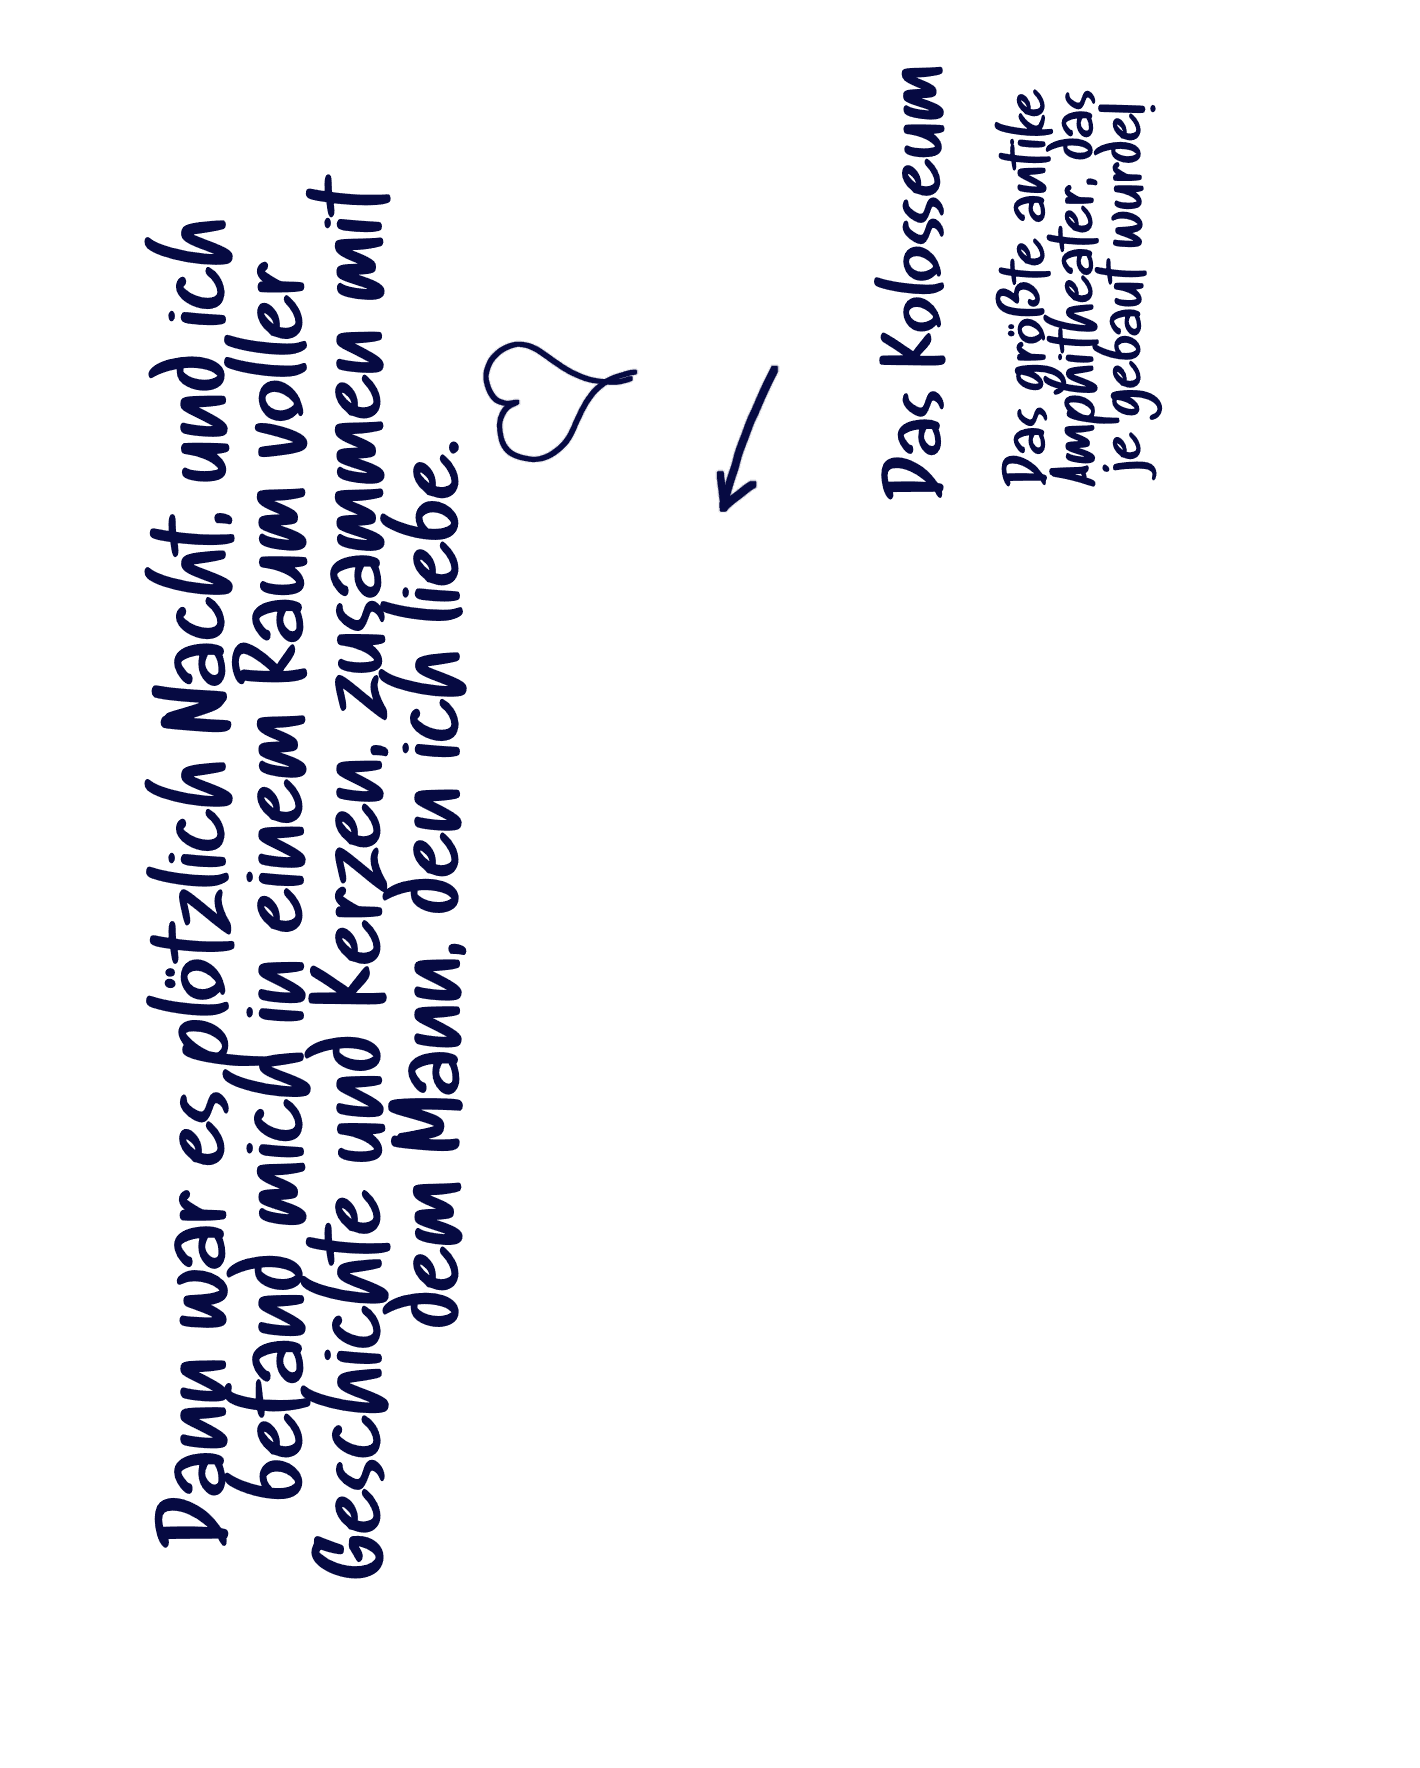 Dann war es plötzlich Nacht, und ich
befand mich in einem Raum voller
Geschichte und Kerzen, zusammen mit
dem Mann, den ich liebe.
Das Kolosseum
Das größte antike
Amphitheater, das
je gebaut wurde!